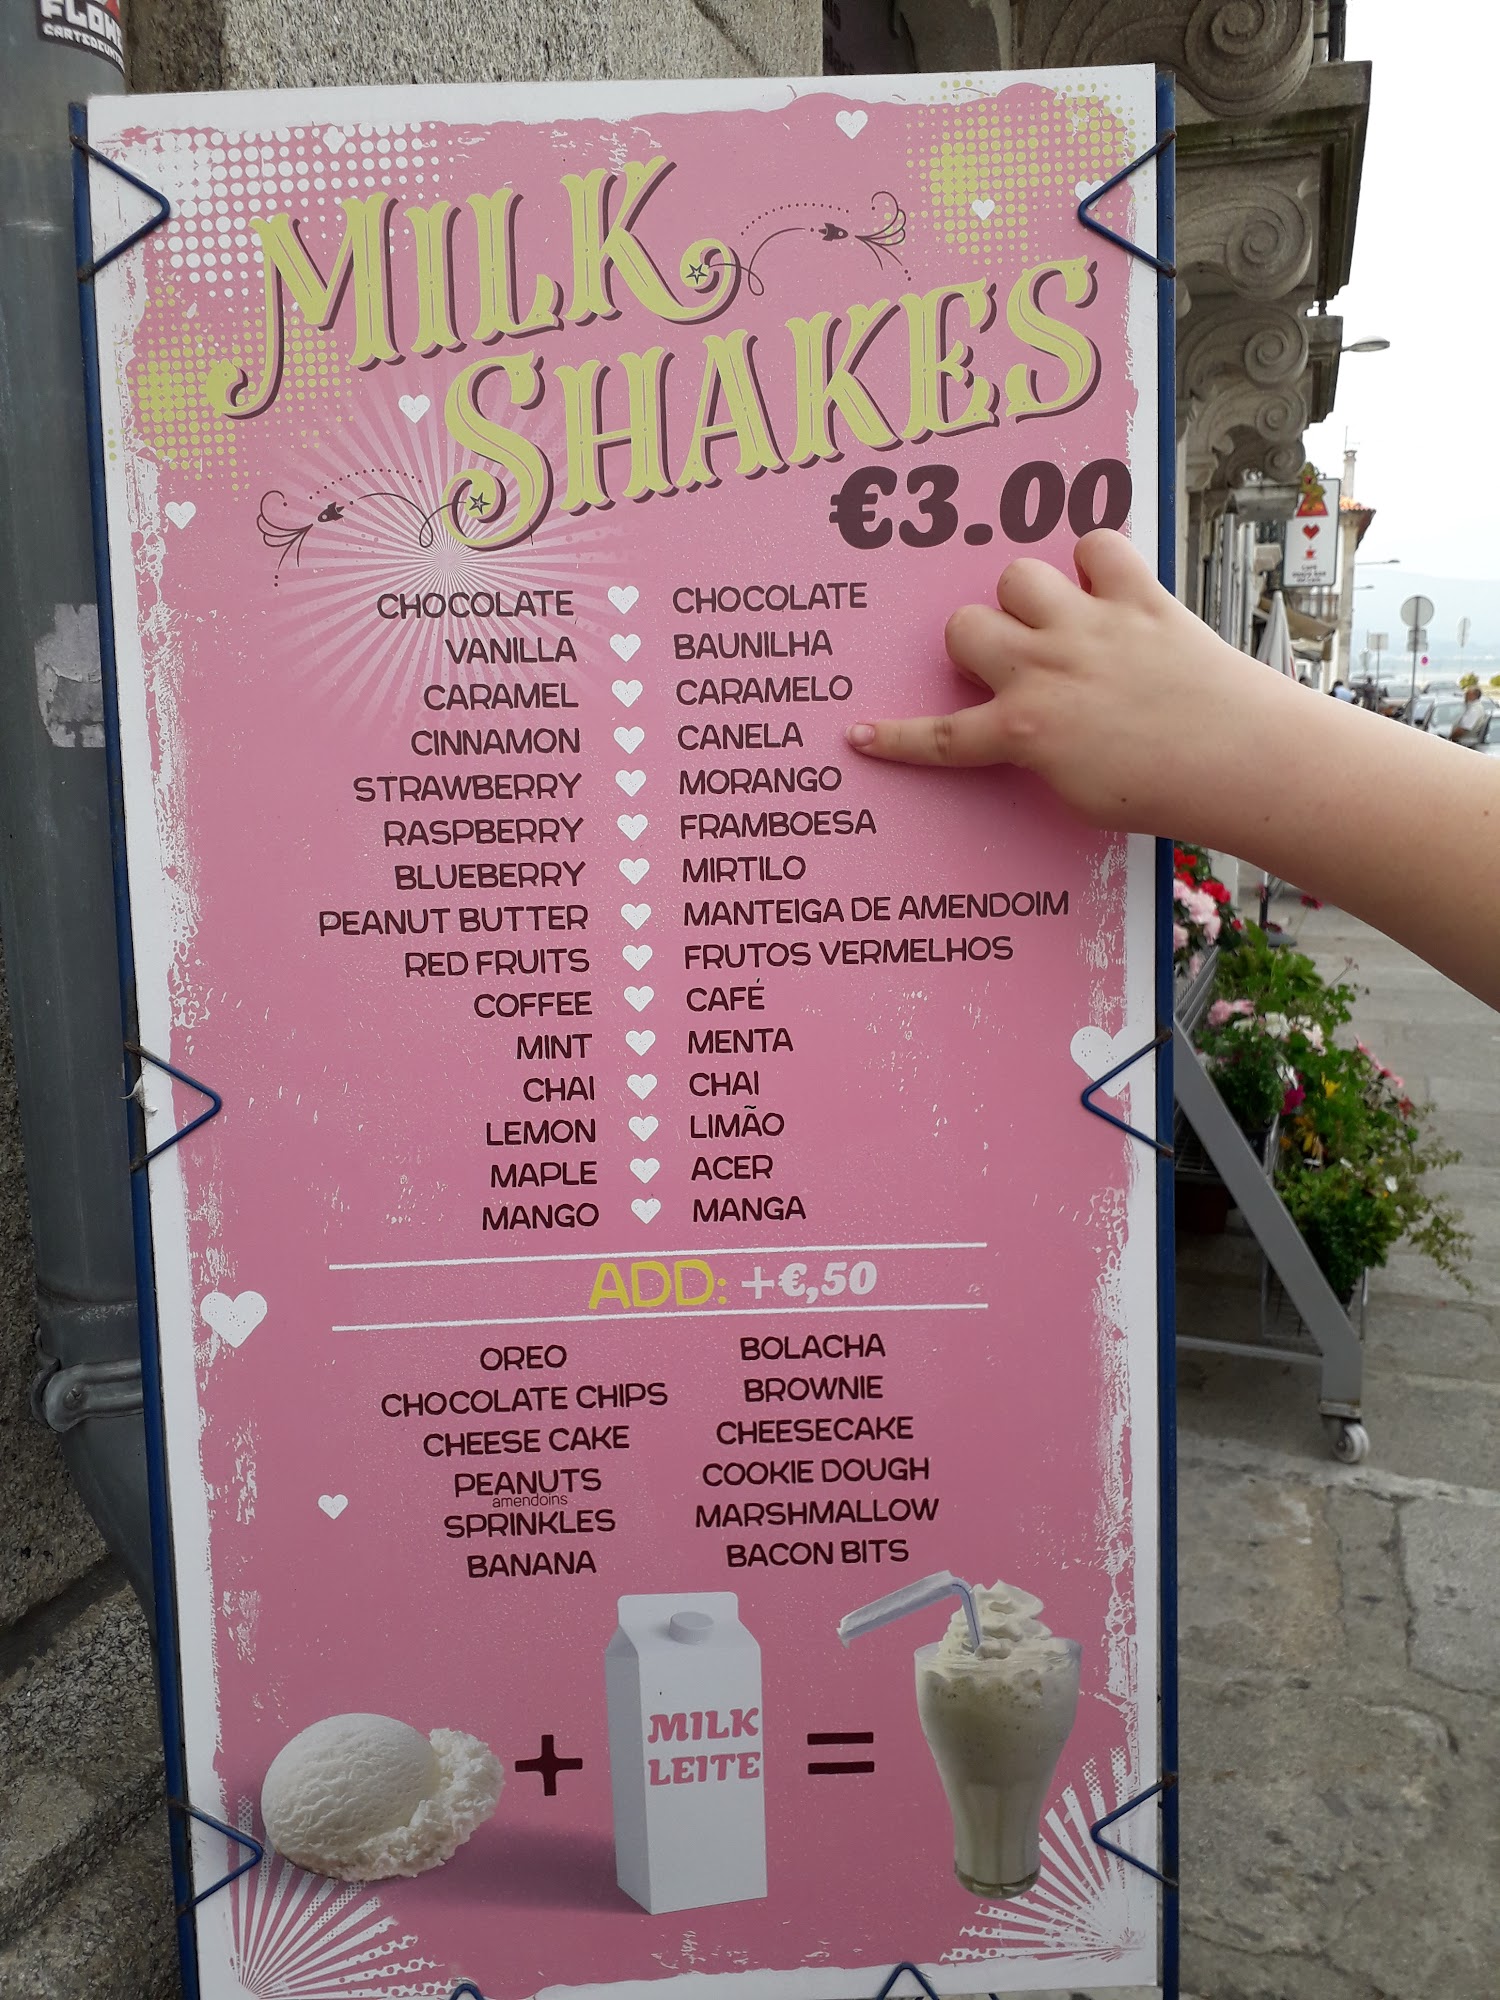 MILK
SHAKES
€3.00
CHOCOLATE CHOCOLATE
VANILLA BAUNILHA
CARAMEL CARAMELO
CINNAMON CANELA
STRAWBERRY MORANGO
RASPBERRY FRAMBOESA
BLUEBERRY MIRTILO
PEANUT BUTTER MANTEIGA DE AMENDOIM
RED FRUITS FRUTOS VERMELHOS
COFFEE CAFÉ
MINT MENTA
CHAI CHAI
LEMON LIMÃO
MAPLE ACER
MANGO MANGA
ADD: +€,50
OREO BOLACHA
CHOCOLATE CHIPS BROWNIE
CHEESE CAKE CHEESECAKE
PEANUTS COOKIE DOUGH
amendoins
SPRINKLES MARSHMALLOW
BANANA BACON BITS
+ =
MILK
LEITE